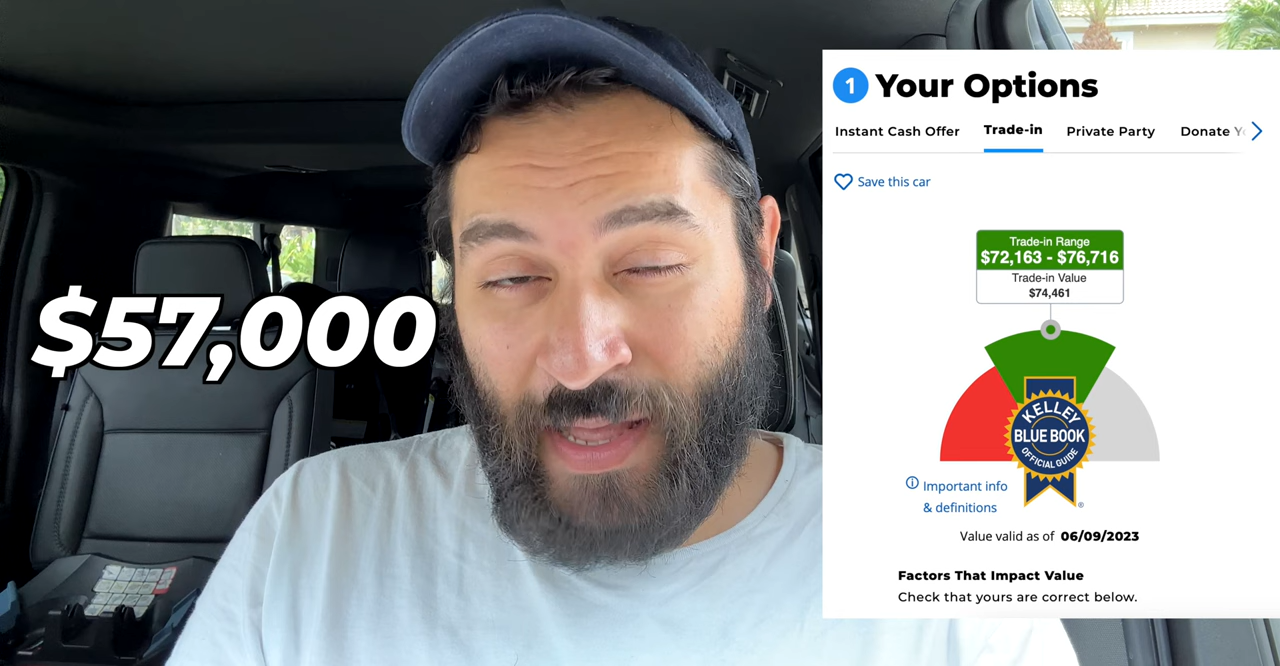 $57,000
1 Your Options
Instant Cash Offer Trade-in Private Party Donate
Save this car
Trade-in Range
$72,163 - $76,716
Trade-in Value
$74,461
KELLEY
BLUE BOOK
OFFICIAL GUIDE
®
Important info
& definitions
Value valid as of 06/09/2023
Factors That Impact Value
Check that yours are correct below.